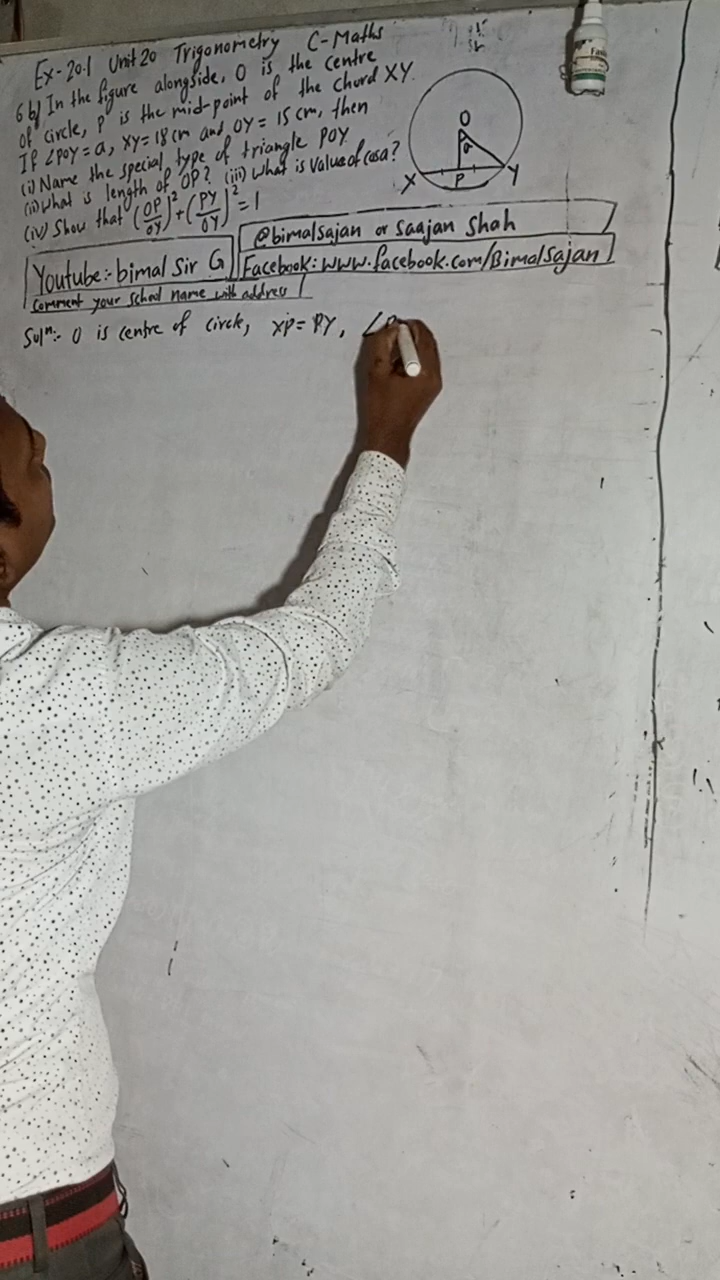 Ex-20.1 Unit 20 Trigonometry C-Maths
6 b) In the figure alongside, O is the centre
of circle, P is the mid-point of the chord XY.
If ∠POY = a, XY = 18 cm and OY = 15 cm, then
(i) Name the special type of triangle POY
(ii) What is length of OP? (iii) What is value of cosa?
(iv) Show that (OP/OY)² + (PY/OY)² = 1
O
a
X
P
Y
@bimalsajan or Saajan Shah
Youtube:- bimal Sir G
Facebook: www.facebook.com/BimalSajan
Comment your school name with address
Solⁿ:- O is centre of circle, XP = PY, ∠